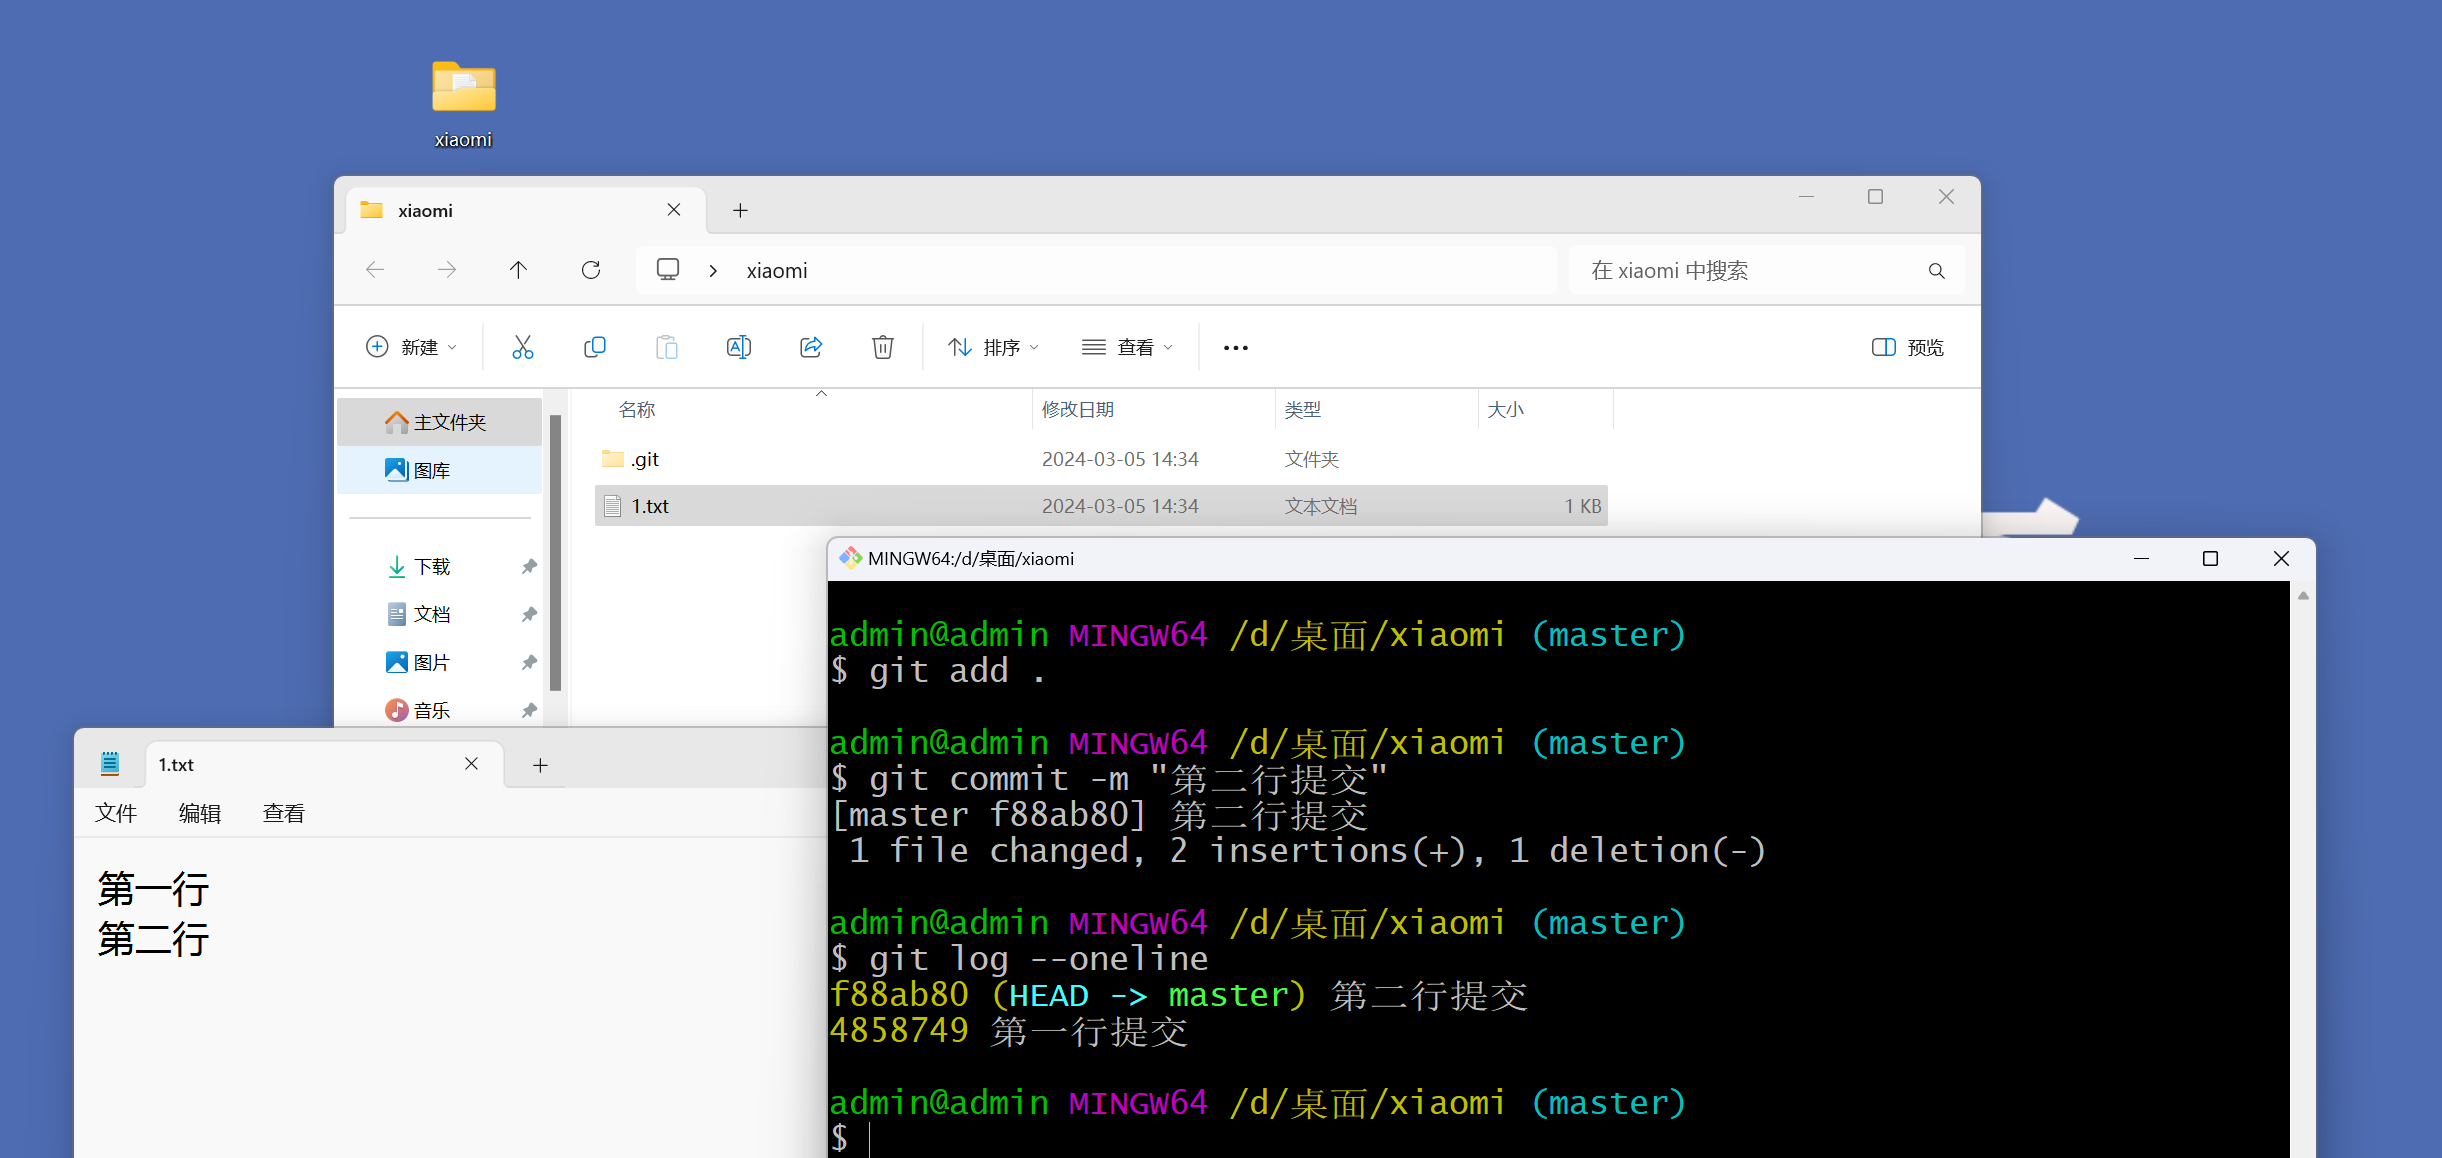 xiaomi
xiaomi
xiaomi
在 xiaomi 中搜索
新建
排序
查看
预览
名称
修改日期
类型
大小
主文件夹
图库
下载
文档
图片
音乐
.git
2024-03-05 14:34
文件夹
1.txt
2024-03-05 14:34
文本文档
1 KB
1.txt
文件
编辑
查看
第一行
第二行
MINGW64:/d/桌面/xiaomi
admin@admin MINGW64 /d/桌面/xiaomi (master)
$ git add .
admin@admin MINGW64 /d/桌面/xiaomi (master)
$ git commit -m "第二行提交"
[master f88ab80] 第二行提交
1 file changed, 2 insertions(+), 1 deletion(-)
admin@admin MINGW64 /d/桌面/xiaomi (master)
$ git log --oneline
f88ab80 (HEAD -> master) 第二行提交
4858749 第一行提交
admin@admin MINGW64 /d/桌面/xiaomi (master)
$